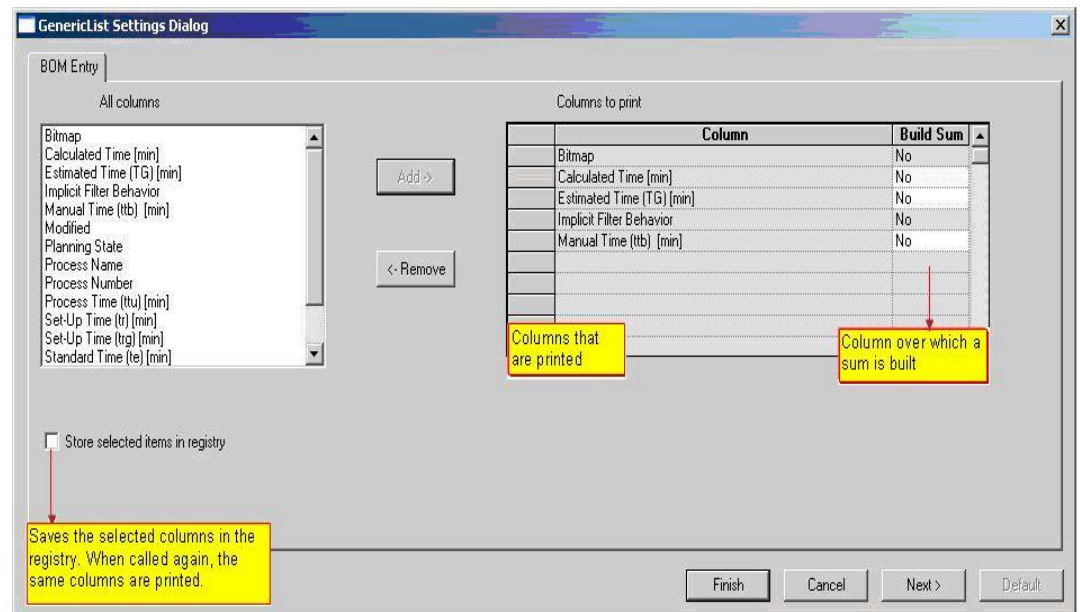 GenericList Settings Dialog
BOM Entry
All columns
Bitmap
Calculated Time [min]
Estimated Time (TG) [min]
Implicit Filter Behavior
Manual Time (ttb) [min]
Modified
Planning State
Process Name
Process Number
Process Time (ttu) [min]
Set-Up Time (tr) [min]
Set-Up Time (trg) [min]
Standard Time (te) [min]
Add ->
<- Remove
Columns to print
Column Build Sum
Bitmap No
Calculated Time [min] No
Estimated Time (TG) [min] No
Implicit Filter Behavior No
Manual Time (ttb) [min] No
Columns that
are printed
Column over which a
sum is built
Store selected items in registry
Saves the selected columns in the
registry. When called again, the
same columns are printed.
Finish Cancel Next > Default